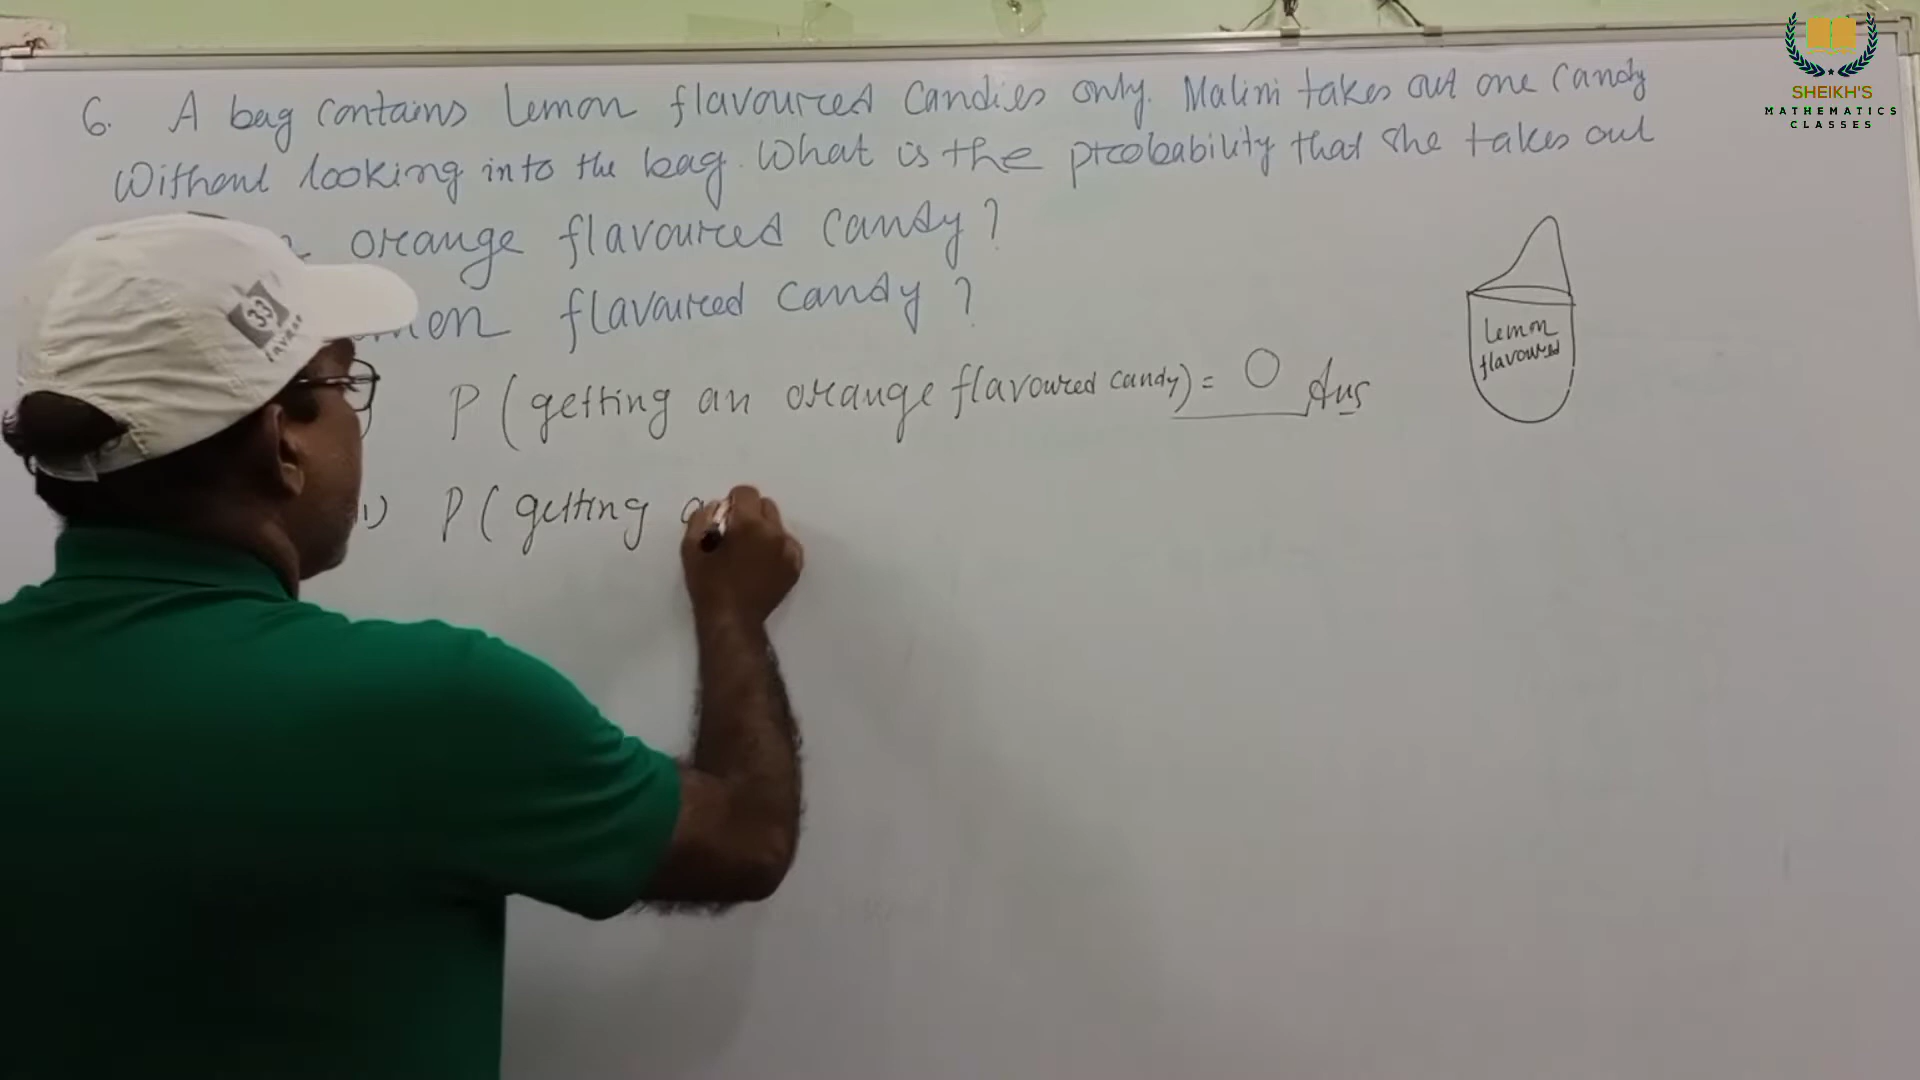 6. A bag contains lemon flavoured candies only. Malini takes out one candy
without looking into the bag. What is the probability that she takes out
orange flavoured candy?
flavoured candy?
P (getting an orange flavoured candy) = 0 Ans
P (getting
lemon
flavoured
33
SHEIKH'S
MATHEMATICS
CLASSES